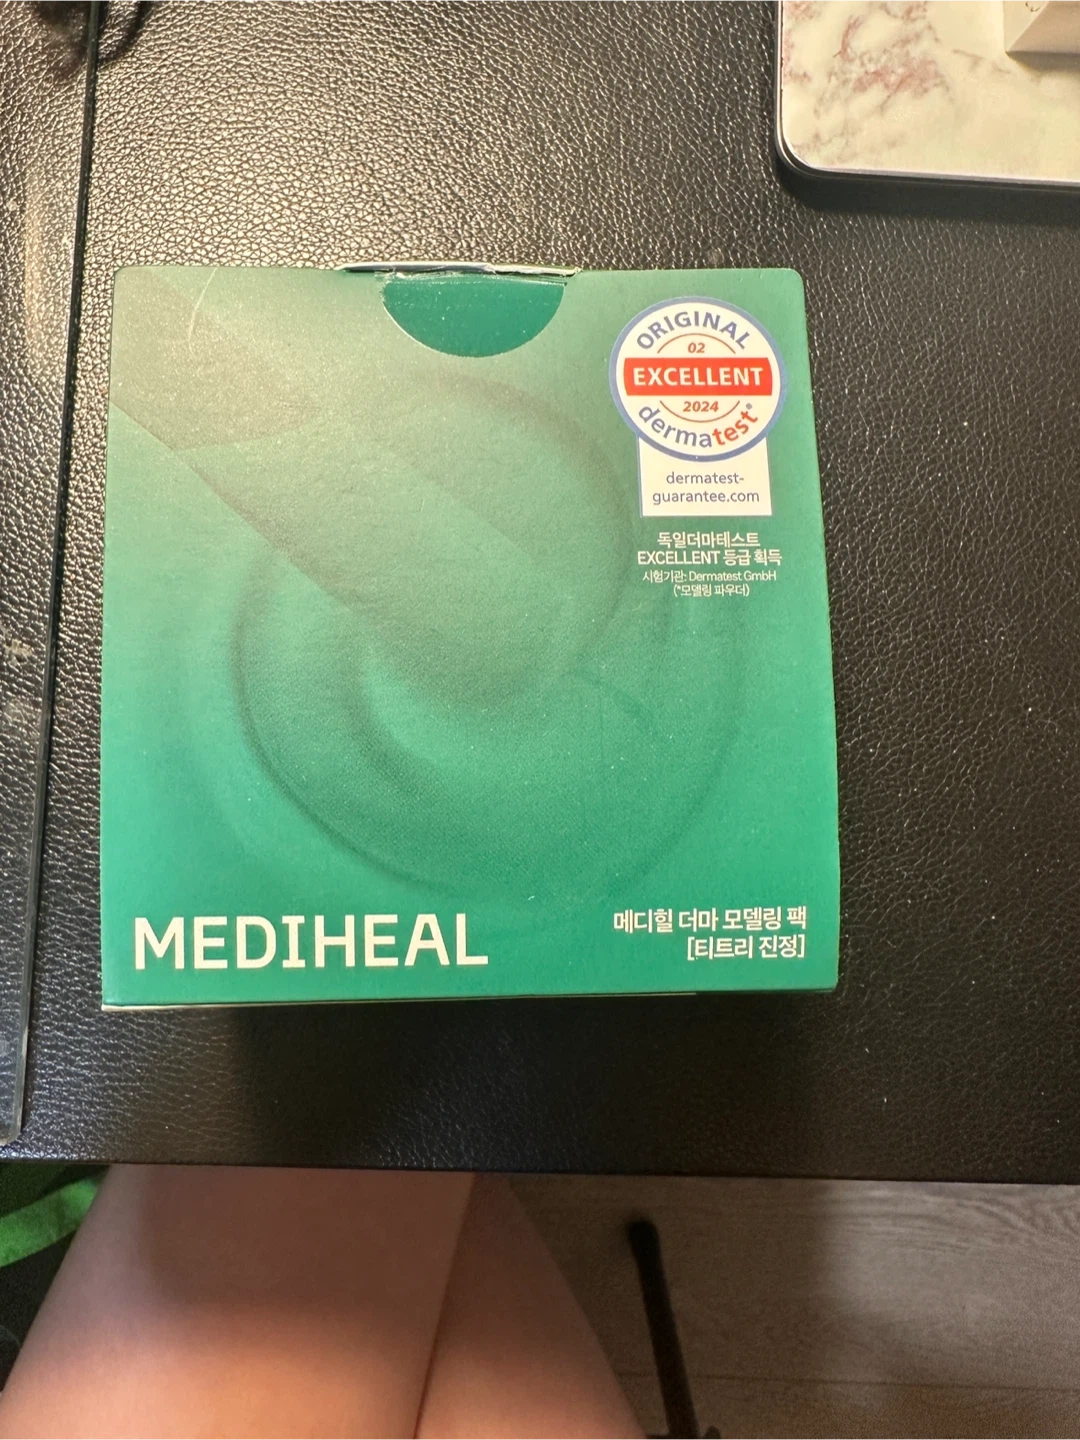 ORIGINAL
02
EXCELLENT
2024
dermatest®
dermatest-
guarantee.com
독일더마테스트
EXCELLENT 등급 획득
시험기관: Dermatest GmbH
(*모델링 파우더)
MEDIHEAL
메디힐 더마 모델링 팩
[티트리 진정]